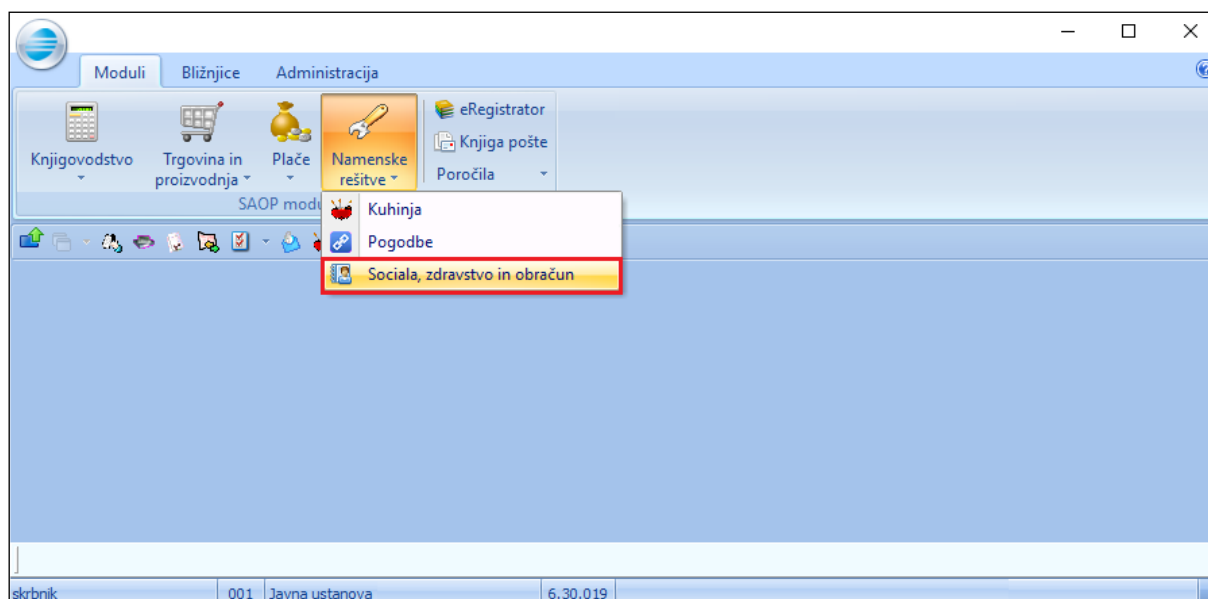 Moduli Bližnjice Administracija
Knjigovodstvo
Trgovina in
proizvodnja
Plače
Namenske
rešitve
eRegistrator
Knjiga pošte
Poročila
SAOP
Kuhinja
Pogodbe
Sociala, zdravstvo in obračun
skrbnik 001 Javna ustanova 6.30.019